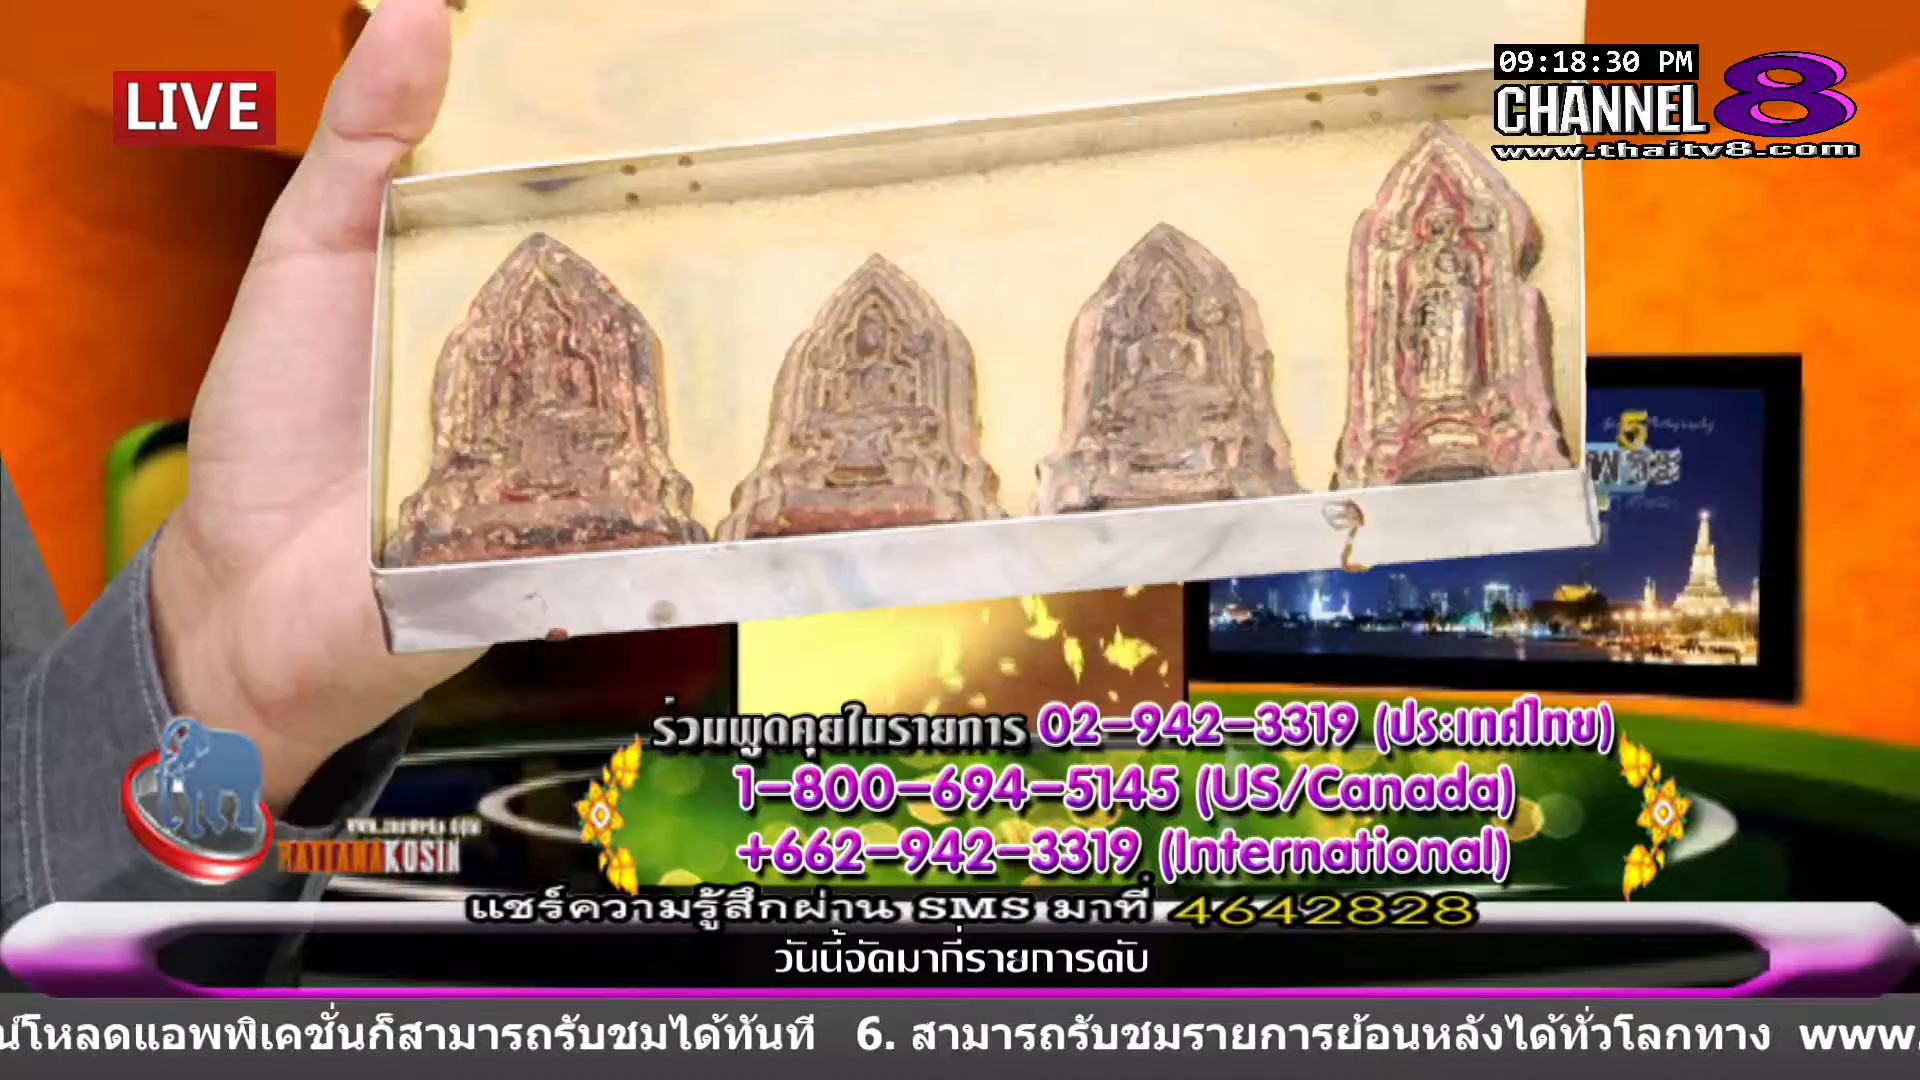 LIVE
09:18:30 PM
CHANNEL 8
www.thaitv8.com
5
ร่วมพูดคุยในรายการ 02-942-3319 (ประเทศไทย)
1-800-694-5145 (US/Canada)
+662-942-3319 (International)
RATTANAKOSIN
แชร์ความรู้สึกผ่าน SMS มาที่ 4642828
วันนี้จัดมากี่รายการดับ
น์โหลดแอพพิเคชั่นก็สามารถรับชมได้ทันที 6. สามารถรับชมรายการย้อนหลังได้ทั่วโลกทาง www.